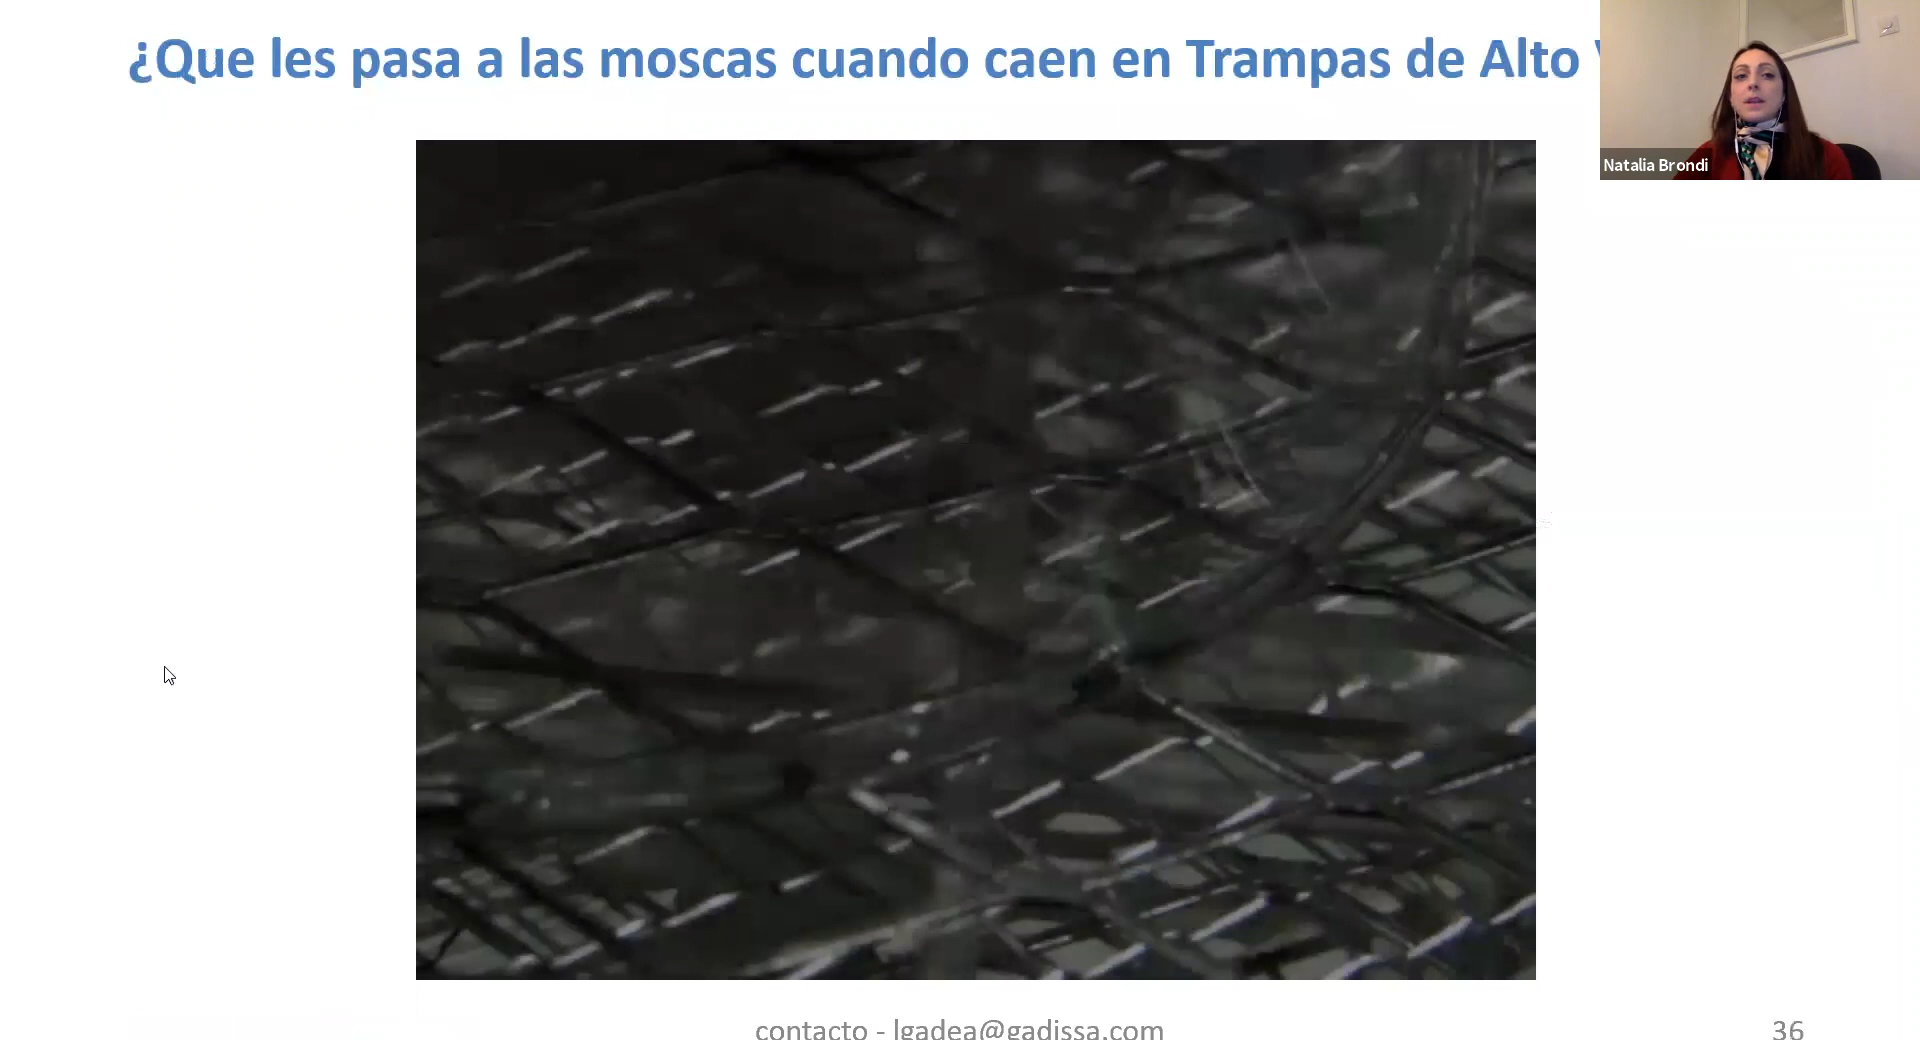 ¿Que les pasa a las moscas cuando caen en Trampas de Alto
Natalia Brondi
contacto - lgadea@gadissa.com
36